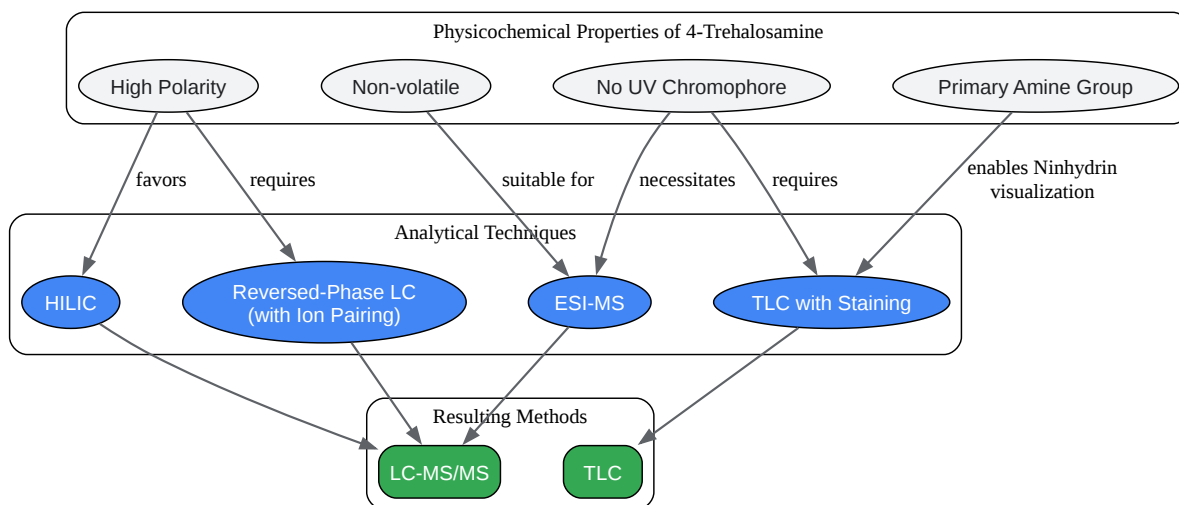 Physicochemical Properties of 4-Trehalosamine
High Polarity
Non-volatile
No UV Chromophore
Primary Amine Group
favors
requires
suitable for
necessitates
requires
enables Ninhydrin
visualization
Analytical Techniques
HILIC
Reversed-Phase LC
(with Ion Pairing)
ESI-MS
TLC with Staining
Resulting Methods
LC-MS/MS
TLC